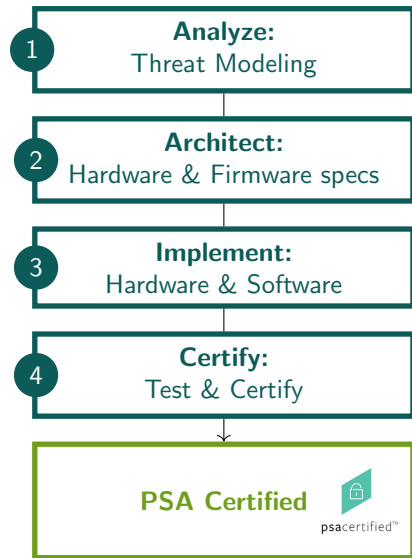 1
Analyze:
Threat Modeling
2
Architect:
Hardware & Firmware specs
3
Implement:
Hardware & Software
4
Certify:
Test & Certify
PSA Certified
psacertified™